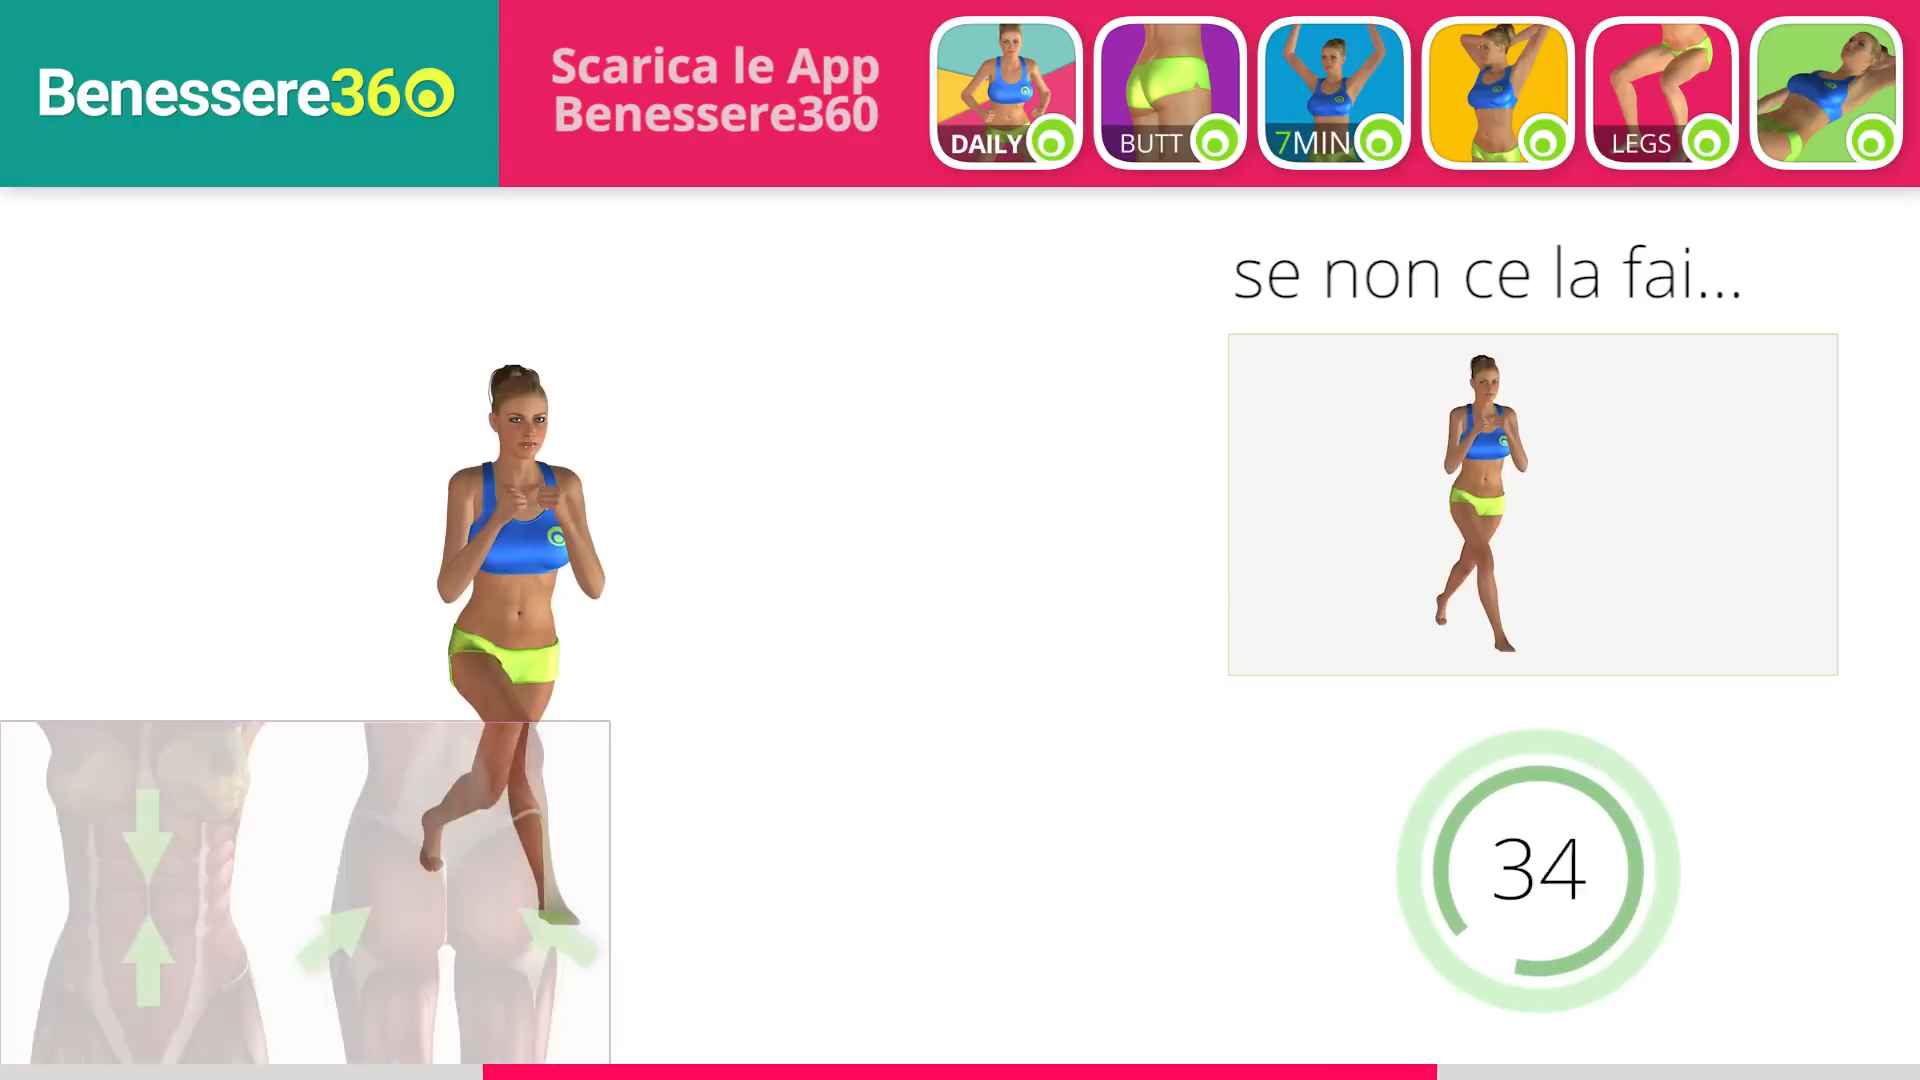 Benessere360
Scarica le App
Benessere360
DAILY
BUTT
7MIN
LEGS
se non ce la fai...
34